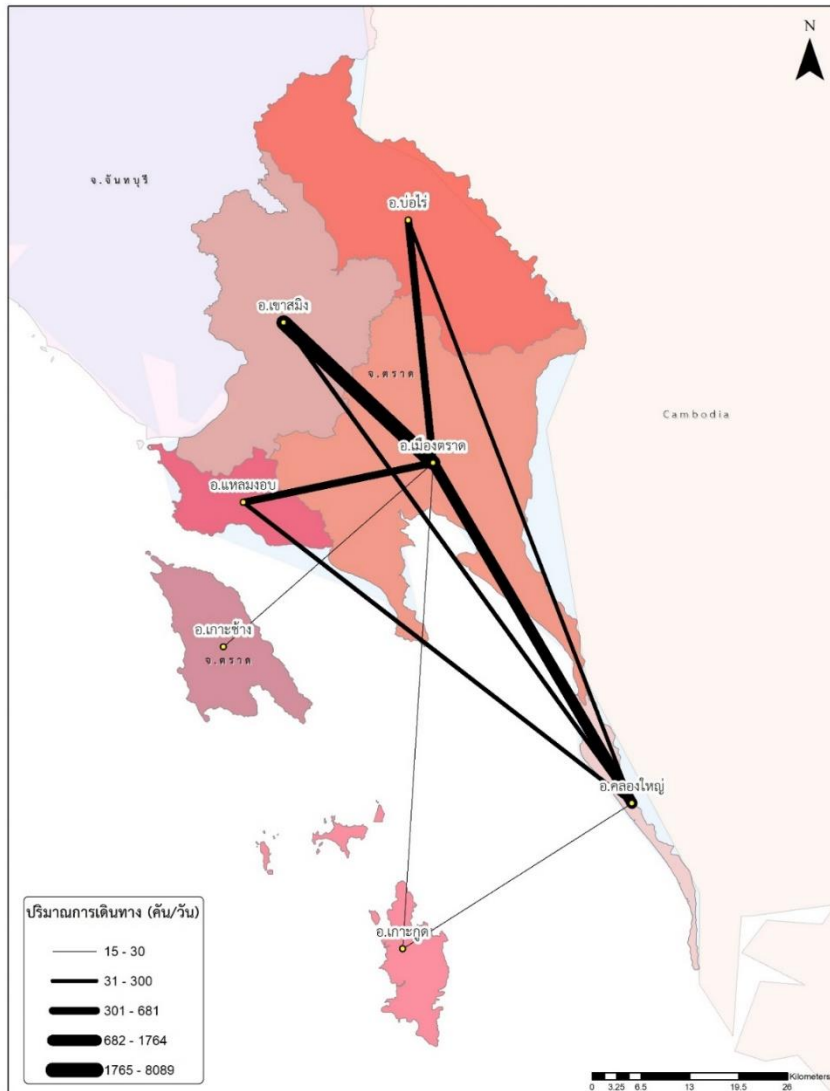 N
จ.จันทบุรี
อ.บ่อไร่
อ.เขาสมิง
จ.ตราด
Cambodia
อ.เมืองตราด
อ.แหลมงอบ
อ.เกาะช้าง
จ.ตราด
อ.คลองใหญ่
อ.เกาะกูด
ปริมาณการเดินทาง (คัน/วัน)
15 - 30
31 - 300
301 - 681
682 - 1764
1765 - 8089
Kilometers
0 3.25 6.5 13 19.5 26